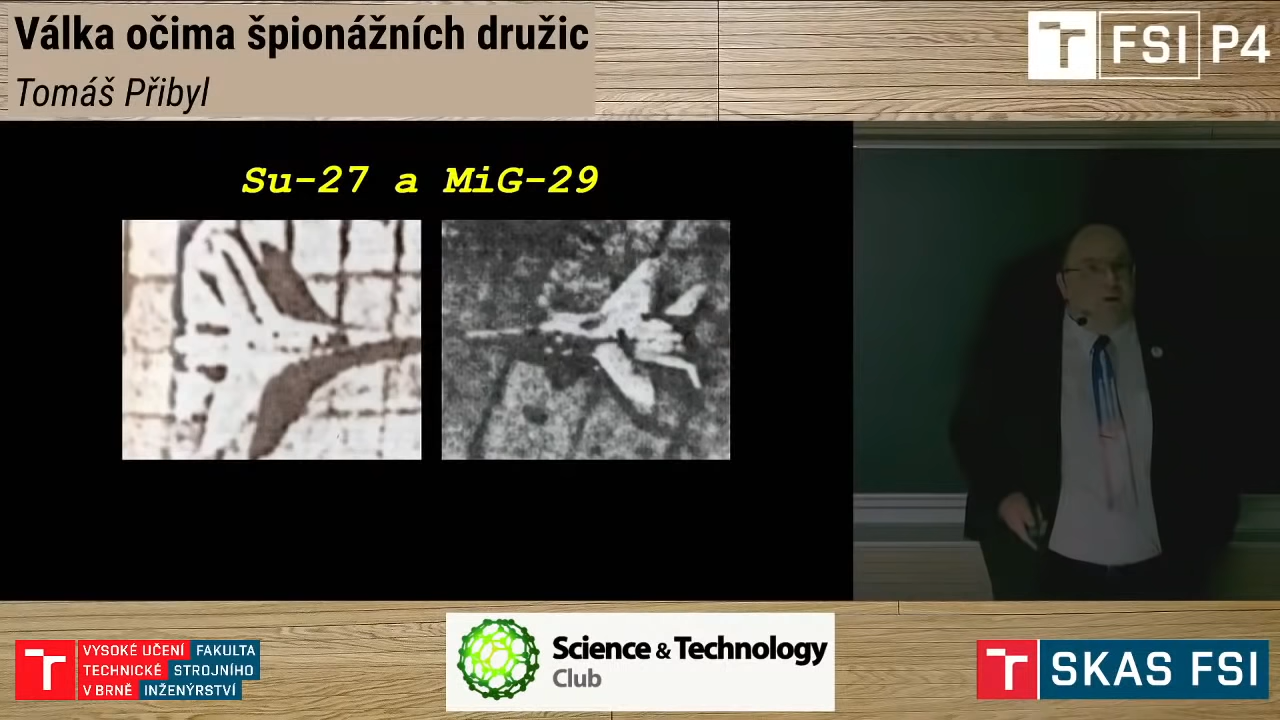 Válka očima špionážních družic
Tomáš Přibyl
FSI P4
Su-27 a MiG-29
VYSOKÉ UČENÍ FAKULTA
TECHNICKÉ STROJNÍHO
V BRNĚ INŽENÝRSTVÍ
Science & Technology
Club
SKAS FSI